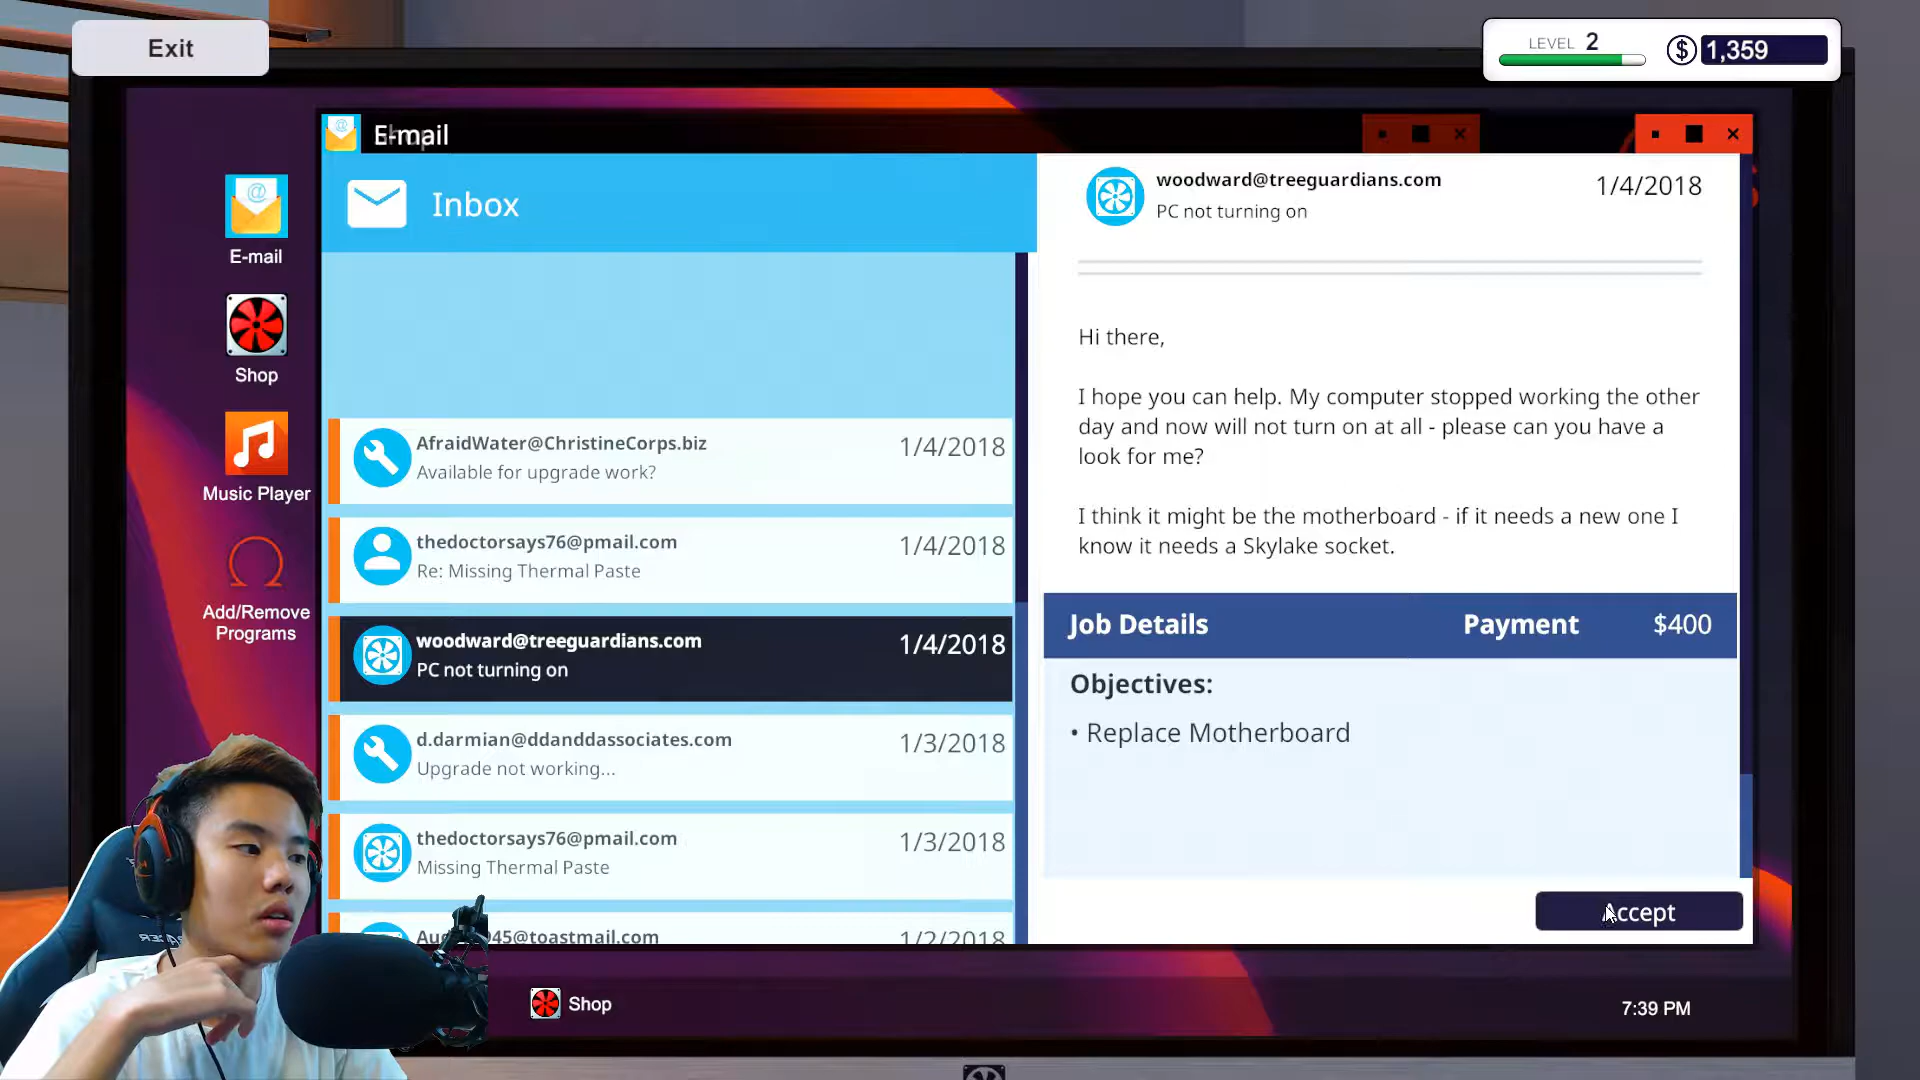 Exit
LEVEL 2
$ 1,359
E-mail
Inbox
E-mail
Shop
Music Player
Add/Remove
Programs
AfraidWater@ChristineCorps.biz
1/4/2018
Available for upgrade work?
thedoctorsays76@pmail.com
1/4/2018
Re: Missing Thermal Paste
woodward@treeguardians.com
1/4/2018
PC not turning on
d.darmian@ddanddassociates.com
1/3/2018
Upgrade not working...
thedoctorsays76@pmail.com
1/3/2018
Missing Thermal Paste
45@toastmail.com
1/2/2018
woodward@treeguardians.com
1/4/2018
PC not turning on
Hi there,
I hope you can help. My computer stopped working the other
day and now will not turn on at all - please can you have a
look for me?
I think it might be the motherboard - if it needs a new one I
know it needs a Skylake socket.
Job Details Payment $400
Objectives:
• Replace Motherboard
Accept
Shop
7:39 PM